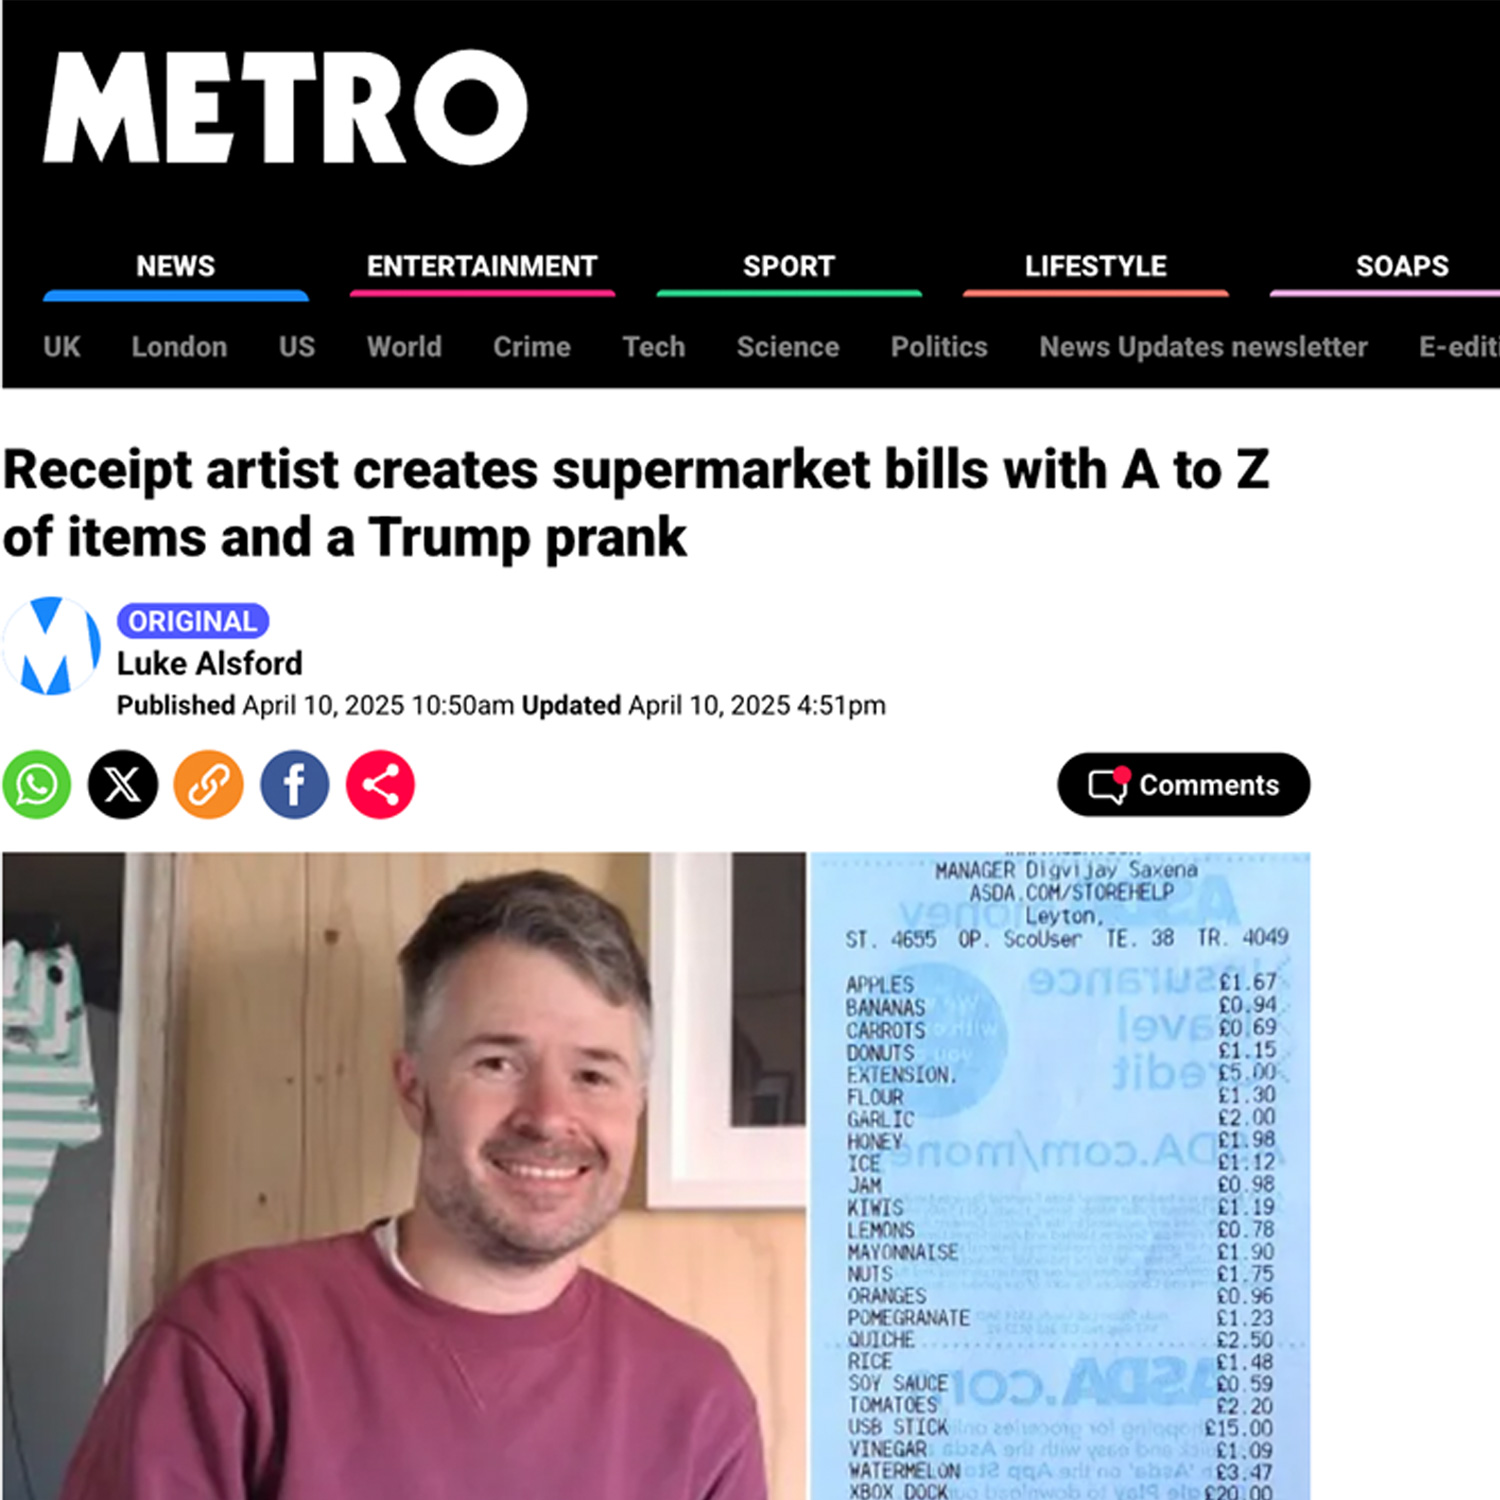 METRO
NEWS ENTERTAINMENT SPORT LIFESTYLE SOAPS
UK London US World Crime Tech Science Politics News Updates newsletter E-editi
Receipt artist creates supermarket bills with A to Z
of items and a Trump prank
ORIGINAL
Luke Alsford
Published April 10, 2025 10:50am Updated April 10, 2025 4:51pm
Comments
MANAGER Digvijay Saxena
ASDA.COM/STOREHELP
Leyton,
ST. 4655 OP. ScoUser TE. 38 TR. 4049
APPLES £1.67
BANANAS £0.94
CARROTS £0.69
DONUTS £1.15
EXTENSION. £5.00
FLOUR £1.30
GARLIC £2.00
HONEY £1.98
ICE £1.12
JAM £0.98
KIWIS £1.19
LEMONS £0.78
MAYONNAISE £1.90
NUTS £1.75
ORANGES £0.96
POMEGRANATE £1.23
QUICHE £2.50
RICE £1.48
SOY SAUCE £0.59
TOMATOES £2.20
USB STICK £15.00
VINEGAR £1.09
WATERMELON £3.47
XBOX DOCK £20.00